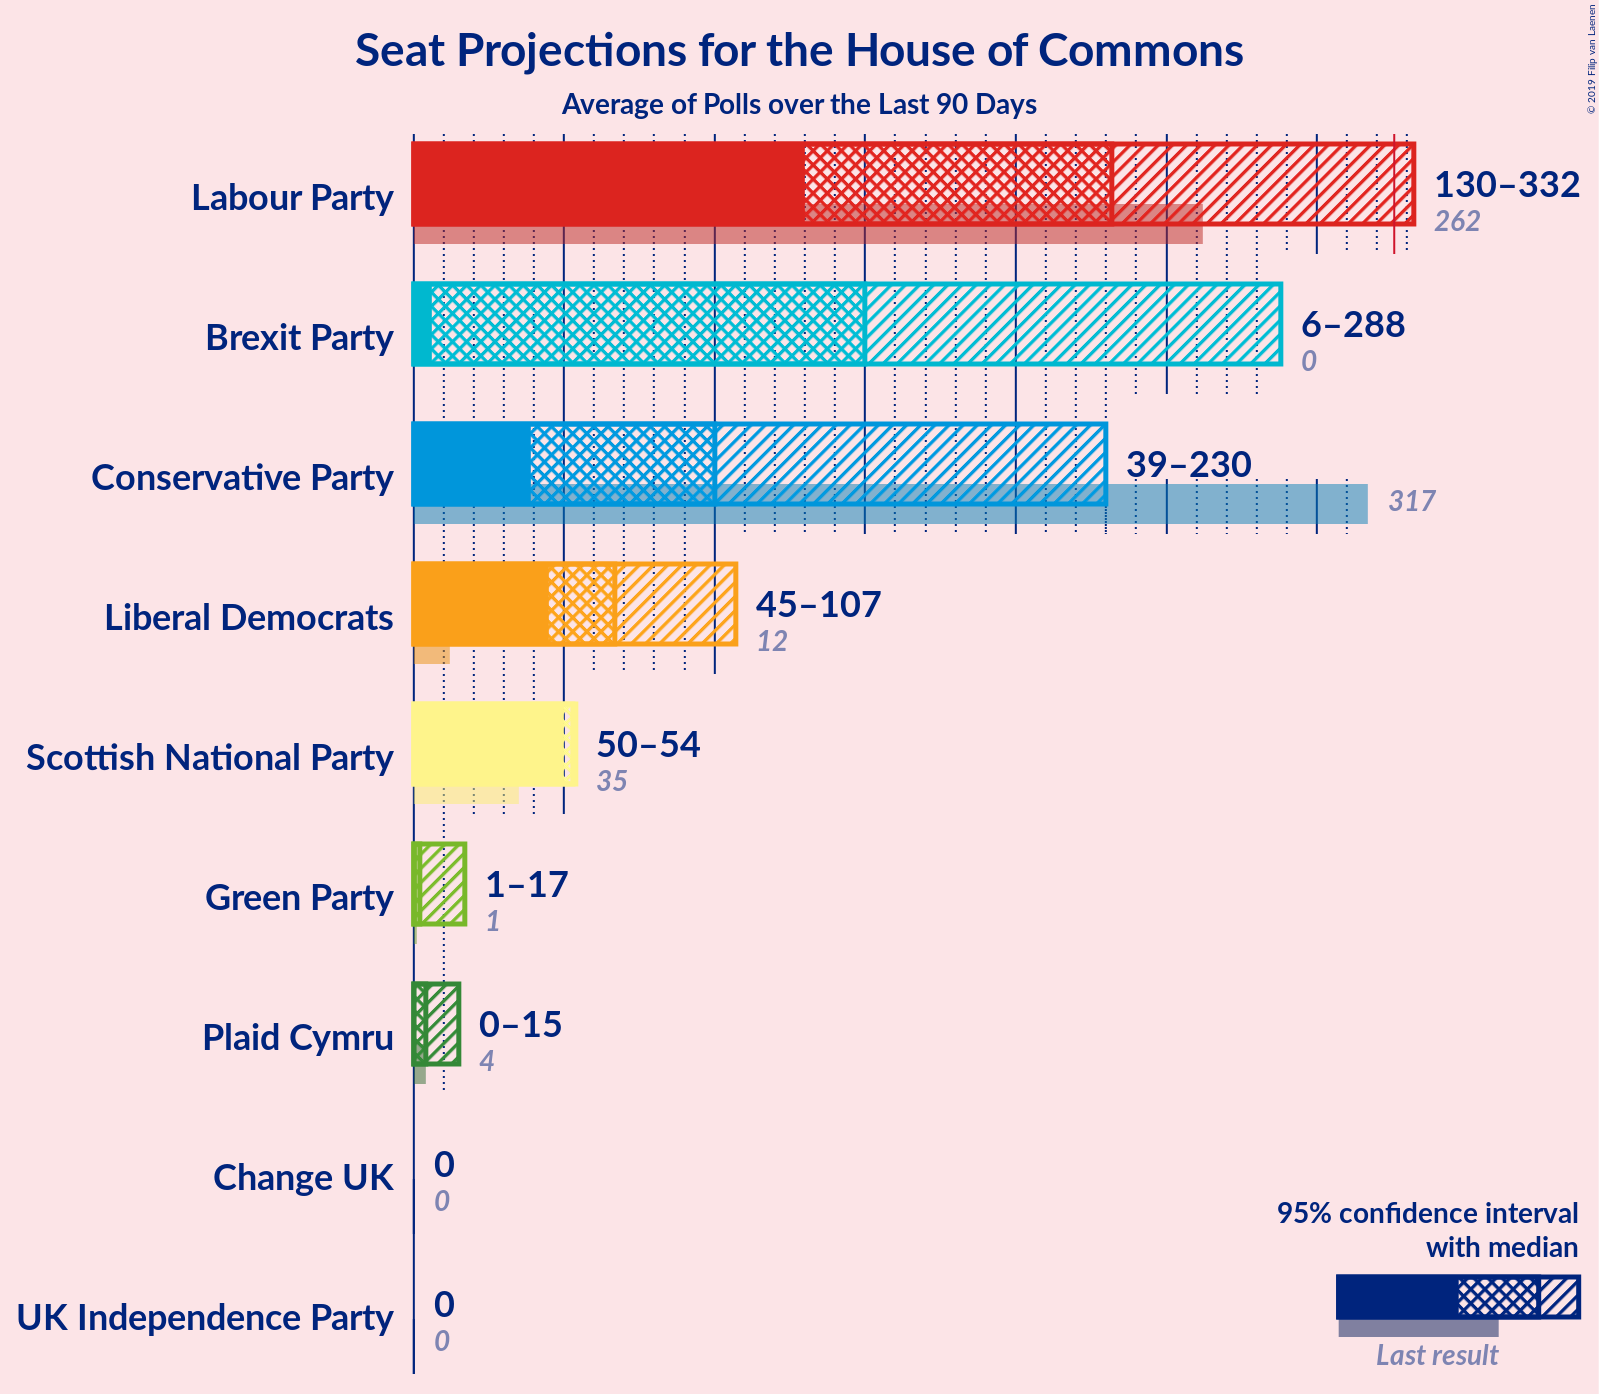 Seat Projections for the House of Commons
Average of Polls over the Last 90 Days
© 2019 Filip van Laenen
Labour Party
130–332
262
Brexit Party
6–288
0
Conservative Party
39–230
317
Liberal Democrats
45–107
12
Scottish National Party
50–54
35
Green Party
1–17
1
Plaid Cymru
0–15
4
Change UK
0
0
UK Independence Party
0
0
95% confidence interval
with median
Last result